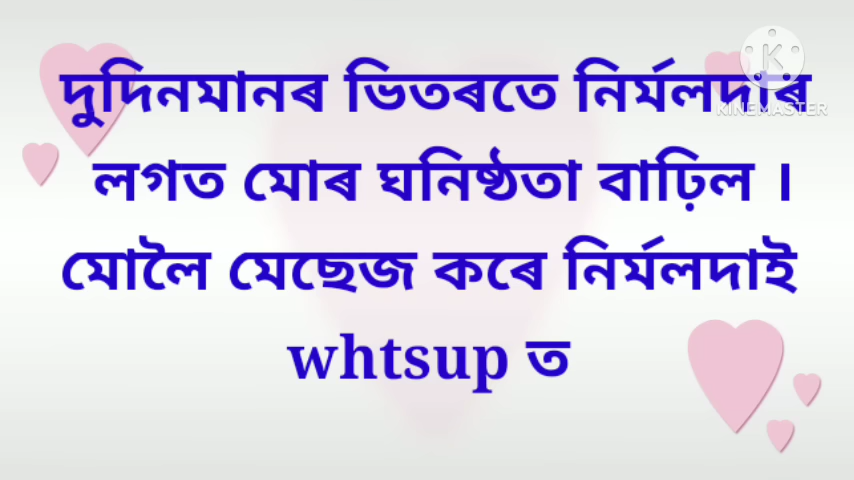 দুদিনমানৰ ভিতৰতে নিৰ্মলদাৰ
লগত মোৰ ঘনিষ্ঠতা বাঢ়িল ।
মোলৈ মেছেজ কৰে নিৰ্মলদাই
whtsup ত
KINEMASTER